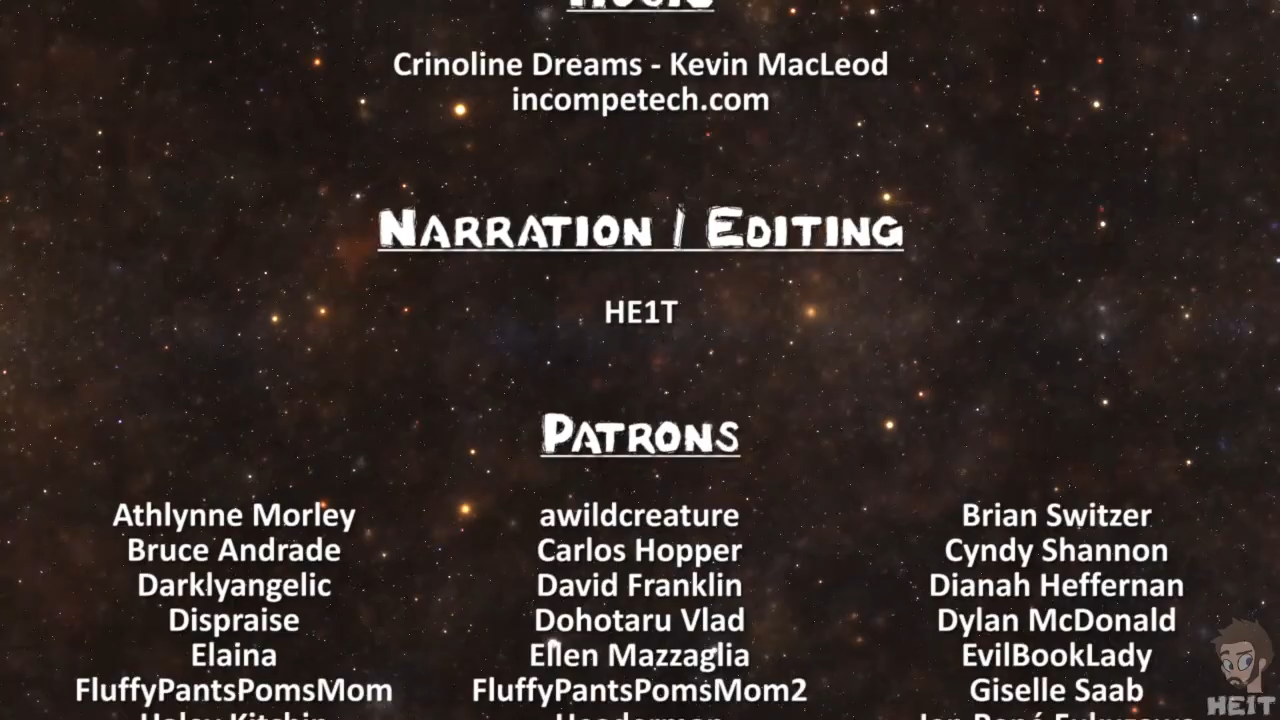 Music
Crinoline Dreams - Kevin MacLeod
incompetech.com
NARRATION / EDITING
HE1T
PATRONS
Athlynne Morley awildcreature Brian Switzer
Bruce Andrade Carlos Hopper Cyndy Shannon
Darklyangelic David Franklin Dianah Heffernan
Dispraise Dohotaru Vlad Dylan McDonald
Elaina Ellen Mazzaglia EvilBookLady
FluffyPantsPomsMom FluffyPantsPomsMom2 Giselle Saab
HE1T